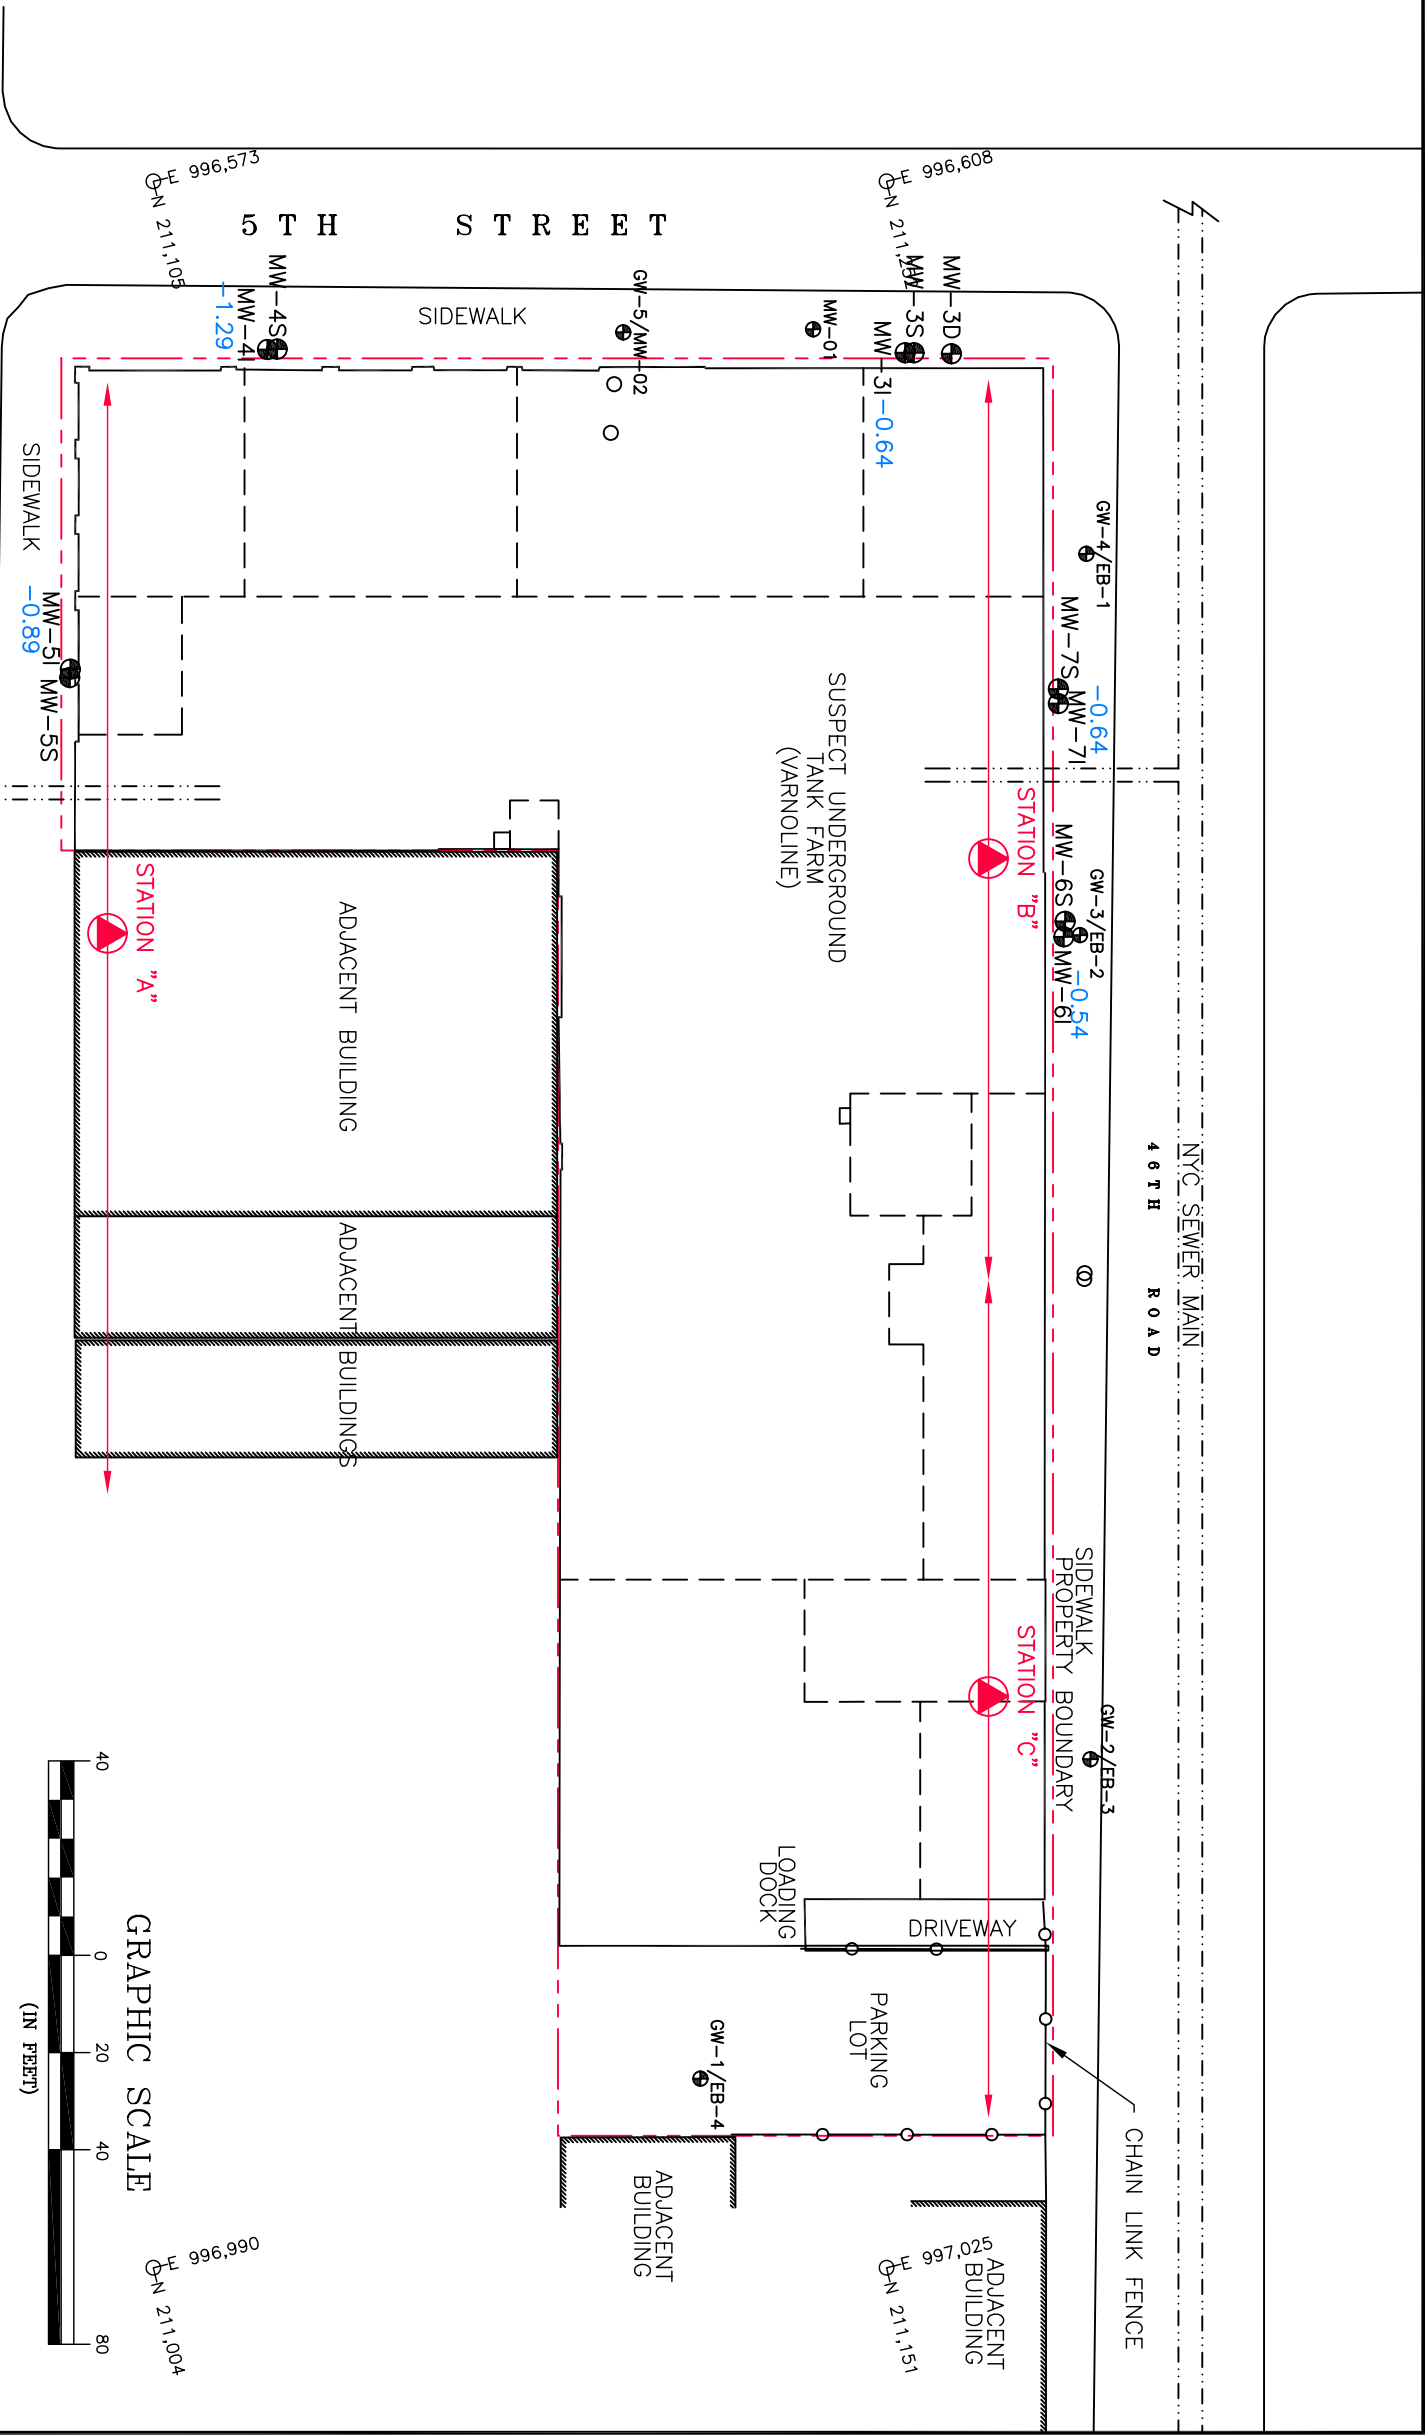 E 996,573
N 211,105
E 996,608
N 211,252
5TH STREET
SIDEWALK
MW-4S
MW-4I
-1.29
GW-5/MW-02
MW-01
MW-3D
MW-3S
MW-3I
-0.64
GW-4/EB-1
MW-7S
MW-7I
-0.64
SIDEWALK
MW-5I
MW-5S
-0.89
SUSPECT UNDERGROUND
TANK FARM
(VARNOLINE)
STATION "B"
GW-3/EB-2
MW-6S
MW-6I
-0.54
STATION "A"
ADJACENT BUILDING
ADJACENT BUILDINGS
NYC SEWER MAIN
46TH ROAD
SIDEWALK
PROPERTY BOUNDARY
STATION "C"
GW-2/EB-3
LOADING
DOCK
DRIVEWAY
PARKING
LOT
GW-1/EB-4
CHAIN LINK FENCE
ADJACENT
BUILDING
ADJACENT
BUILDING
E 996,990
N 211,004
E 997,025
N 211,151
40 0 20 40 80
GRAPHIC SCALE
(IN FEET)